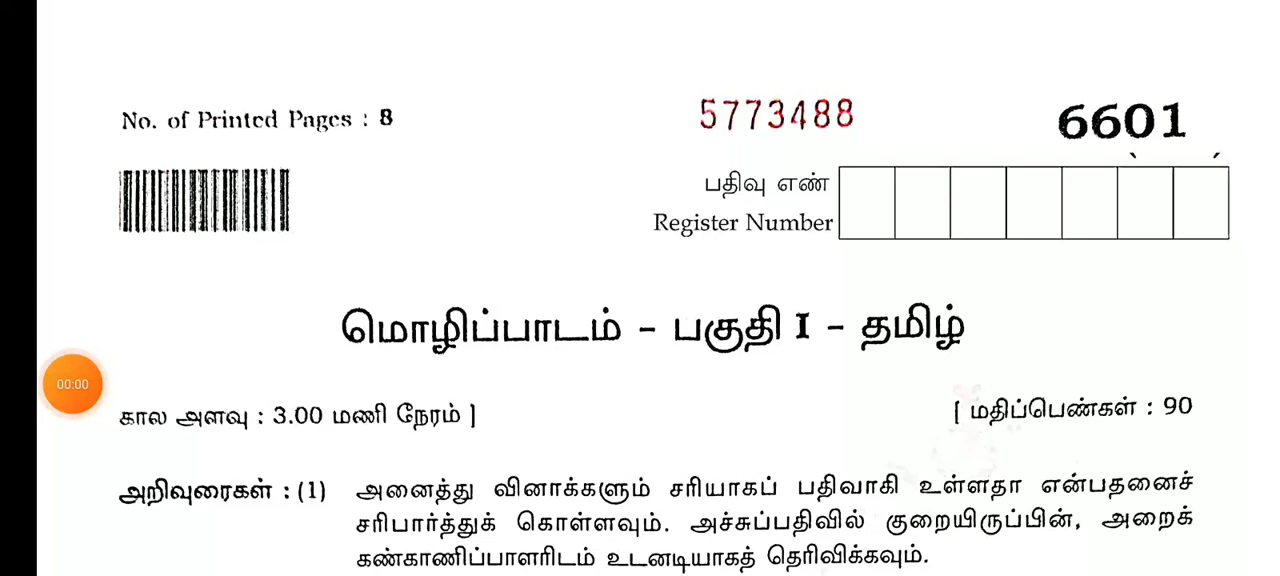 No. of Printed Pages : 8
5773488
6601
பதிவு எண்
Register Number
மொழிப்பாடம் – பகுதி I – தமிழ்
00:00
கால அளவு : 3.00 மணி நேரம் ]
[ மதிப்பெண்கள் : 90
அறிவுரைகள் : (1) அனைத்து வினாக்களும் சரியாகப் பதிவாகி உள்ளதா என்பதனைச்
சரிபார்த்துக் கொள்ளவும். அச்சுப்பதிவில் குறையிருப்பின், அறைக்
கண்காணிப்பாளரிடம் உடனடியாகத் தெரிவிக்கவும்.